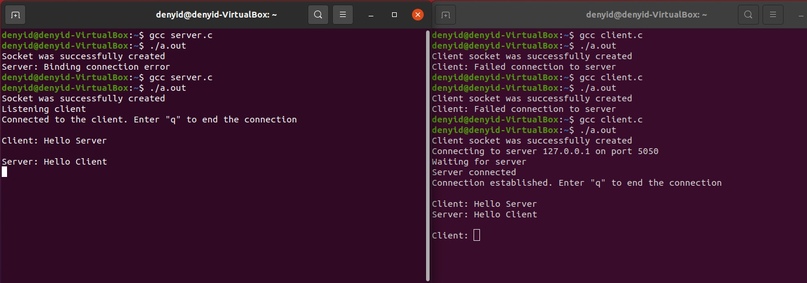 denyid@denyid-VirtualBox: ~
denyid@denyid-VirtualBox:~$ gcc server.c
denyid@denyid-VirtualBox:~$ ./a.out
Socket was successfully created
Server: Binding connection error
denyid@denyid-VirtualBox:~$ gcc server.c
denyid@denyid-VirtualBox:~$ ./a.out
Socket was successfully created
Listening client
Connected to the client. Enter "q" to end the connection
Client: Hello Server
Server: Hello Client
denyid@denyid-VirtualBox: ~
denyid@denyid-VirtualBox:~$ gcc client.c
denyid@denyid-VirtualBox:~$ ./a.out
Client socket was successfully created
Client: Failed connection to server
denyid@denyid-VirtualBox:~$ gcc client.c
denyid@denyid-VirtualBox:~$ ./a.out
Client socket was successfully created
Client: Failed connection to server
denyid@denyid-VirtualBox:~$ gcc client.c
denyid@denyid-VirtualBox:~$ ./a.out
Client socket was successfully created
Connecting to server 127.0.0.1 on port 5050
Waiting for server
Server connected
Connection established. Enter "q" to end the connection
Client: Hello Server
Server: Hello Client
Client: